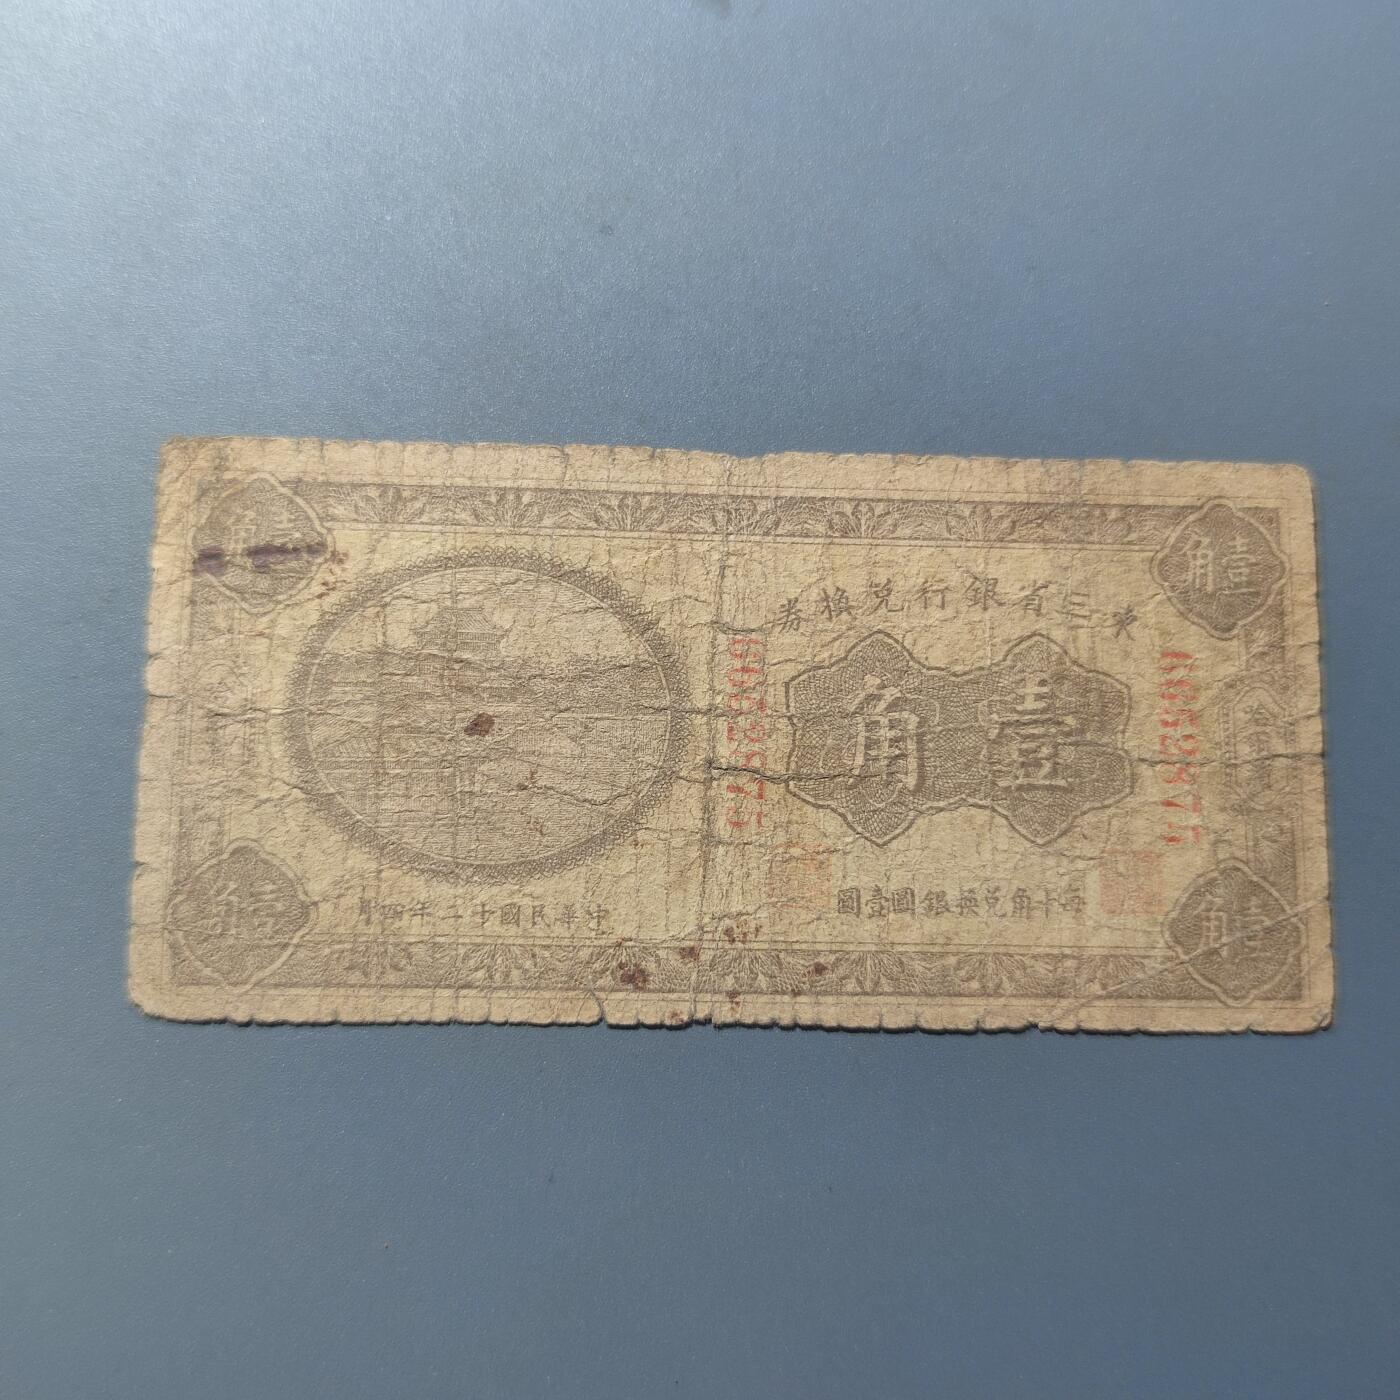 壹角
壹角
東三省銀行兌換券
壹角
6652875
6652875
每十角兌換銀圓壹圓
中華民國十二年四月
壹角
壹角